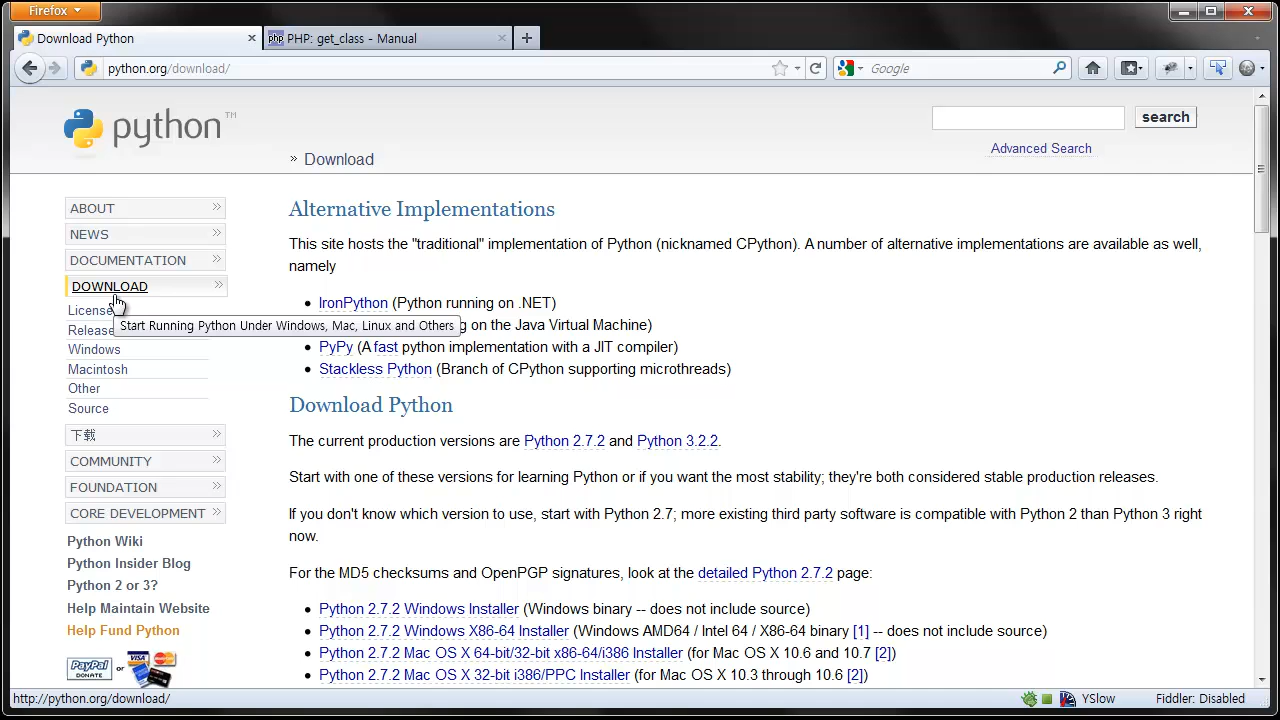 Firefox
Download Python
PHP: get_class - Manual
python.org/download/
Google
python™
search
Advanced Search
» Download
ABOUT
NEWS
DOCUMENTATION
DOWNLOAD
License
Start Running Python Under Windows, Mac, Linux and Others
Release
Windows
Macintosh
Other
Source
下载
COMMUNITY
FOUNDATION
CORE DEVELOPMENT
Python Wiki
Python Insider Blog
Python 2 or 3?
Help Maintain Website
Help Fund Python
PayPal
DONATE
or
VISA
Alternative Implementations
This site hosts the "traditional" implementation of Python (nicknamed CPython). A number of alternative implementations are available as well,
namely
• IronPython (Python running on .NET)
g on the Java Virtual Machine)
• PyPy (A fast python implementation with a JIT compiler)
• Stackless Python (Branch of CPython supporting microthreads)
Download Python
The current production versions are Python 2.7.2 and Python 3.2.2.
Start with one of these versions for learning Python or if you want the most stability; they're both considered stable production releases.
If you don't know which version to use, start with Python 2.7; more existing third party software is compatible with Python 2 than Python 3 right
now.
For the MD5 checksums and OpenPGP signatures, look at the detailed Python 2.7.2 page:
• Python 2.7.2 Windows Installer (Windows binary -- does not include source)
• Python 2.7.2 Windows X86-64 Installer (Windows AMD64 / Intel 64 / X86-64 binary [1] -- does not include source)
• Python 2.7.2 Mac OS X 64-bit/32-bit x86-64/i386 Installer (for Mac OS X 10.6 and 10.7 [2])
• Python 2.7.2 Mac OS X 32-bit i386/PPC Installer (for Mac OS X 10.3 through 10.6 [2])
http://python.org/download/
YSlow
Fiddler: Disabled